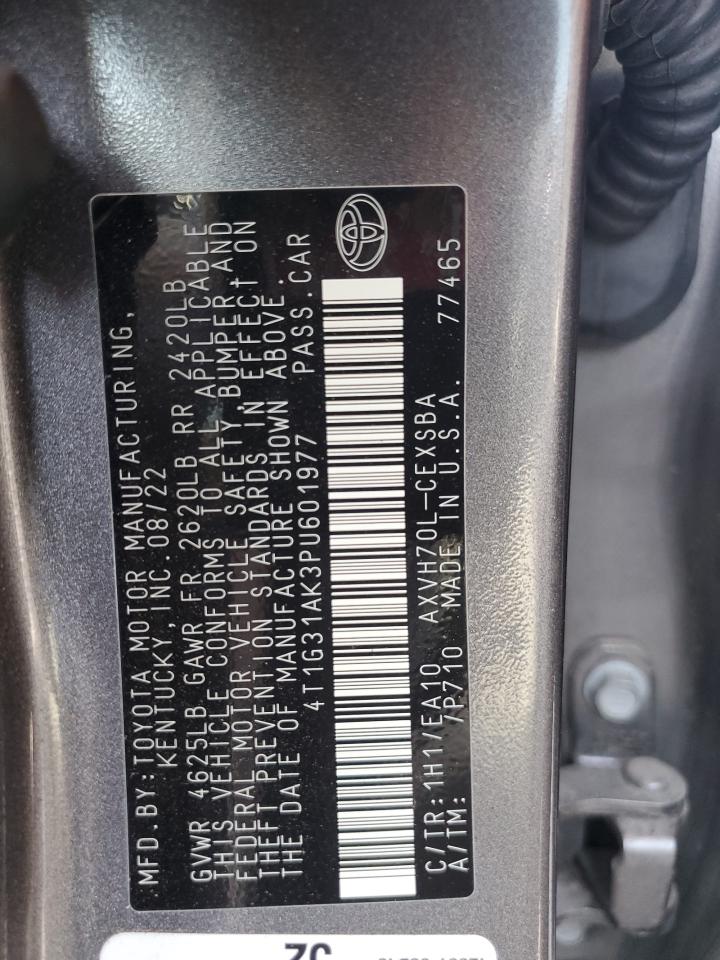 MFD.BY:TOYOTA MOTOR MANUFACTURING,
KENTUCKY,INC.08/22
GVWR 4625LB GAWR FR 2620LB RR 2420LB
THIS VEHICLE CONFORMS TO ALL APPLICABLE
FEDERAL MOTOR VEHICLE SAFETY,BUMPER,AND
THEFT PREVENTION STANDARDS IN EFFECT ON
THE DATE OF MANUFACTURE SHOWN ABOVE.
4T1G31AK3PU601977 PASS.CAR
C/TR:1H1/EA10 AXVH70L-CEXSBA
A/TM: /P710 MADE IN U.S.A. 77465